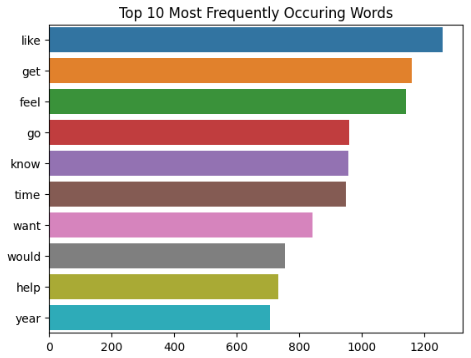 Top 10 Most Frequently Occuring Words
like
get
feel
go
know
time
want
would
help
year
0 200 400 600 800 1000 1200